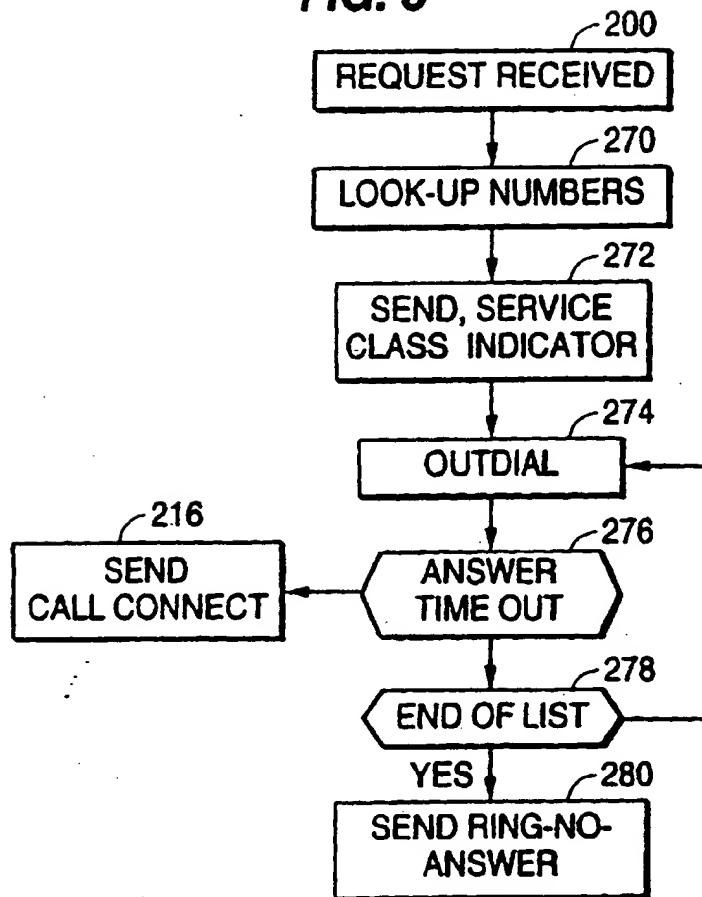 200
REQUEST RECEIVED
270
LOOK-UP NUMBERS
272
SEND, SERVICE
CLASS INDICATOR
274
OUTDIAL
216
SEND
CALL CONNECT
276
ANSWER
TIME OUT
278
END OF LIST
YES
280
SEND RING-NO-
ANSWER